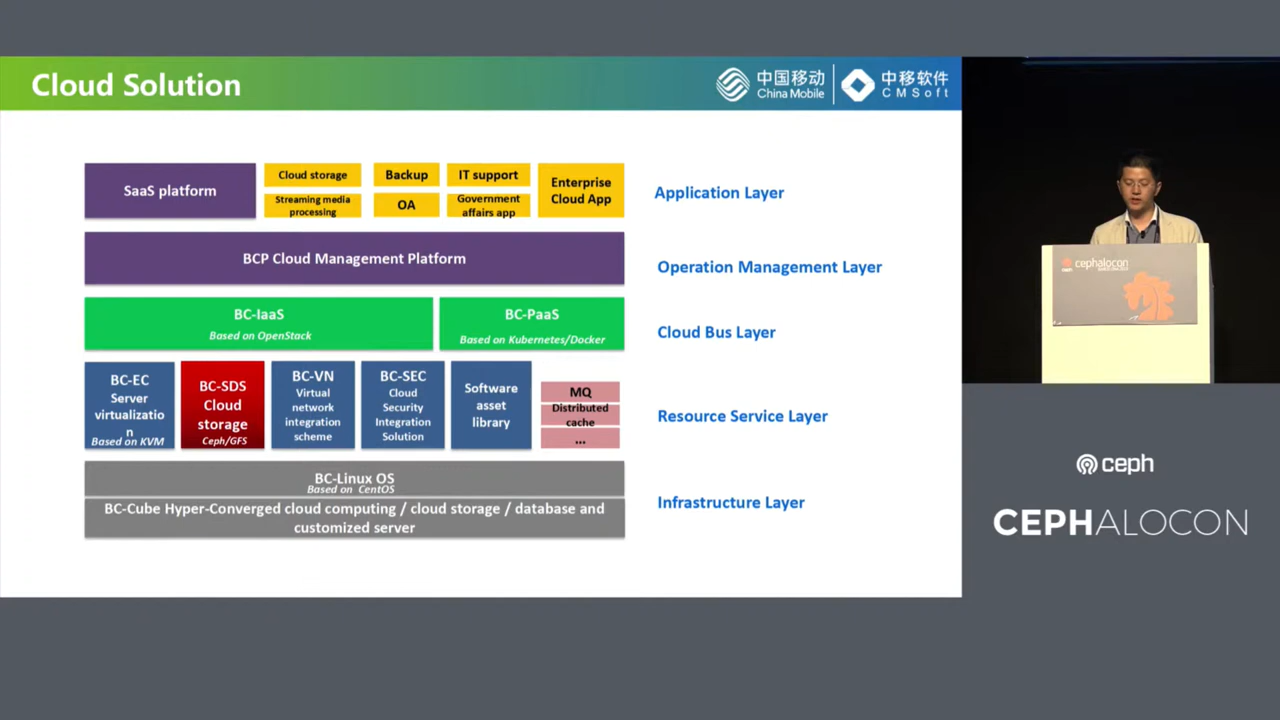 Cloud Solution
中国移动
China Mobile
中移软件
CMSoft
SaaS platform
Cloud storage
Backup
IT support
Enterprise
Cloud App
Streaming media
processing
OA
Government
affairs app
Application Layer
BCP Cloud Management Platform
Operation Management Layer
BC-IaaS
Based on OpenStack
BC-PaaS
Based on Kubernetes/Docker
Cloud Bus Layer
BC-EC
Server
virtualizatio
n
Based on KVM
BC-SDS
Cloud
storage
Ceph/GFS
BC-VN
Virtual
network
integration
scheme
BC-SEC
Cloud
Security
Integration
Solution
Software
asset
library
MQ
Distributed
cache
...
Resource Service Layer
BC-Linux OS
Based on CentOS
BC-Cube Hyper-Converged cloud computing / cloud storage / database and
customized server
Infrastructure Layer
cephalocon
ceph
CEPHALOCON